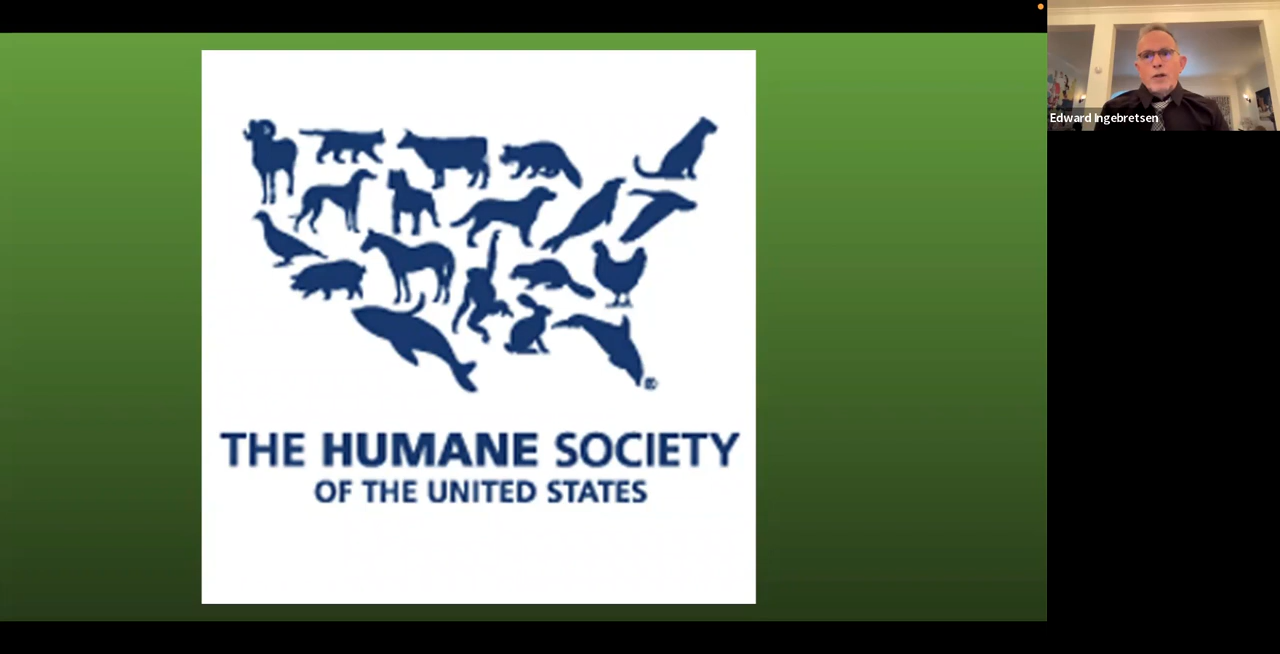 Edward Ingebretsen
THE HUMANE SOCIETY
OF THE UNITED STATES